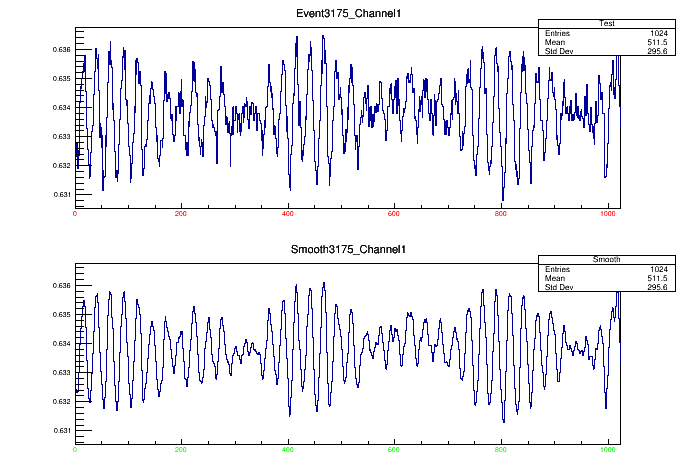 Event3175_Channel1
Test
Entries 1024
Mean 511.5
Std Dev 295.6
0.636
0.635
0.634
0.633
0.632
0.631
0 200 400 600 800 1000
Smooth3175_Channel1
Smooth
Entries 1024
Mean 511.5
Std Dev 295.6
0.636
0.635
0.634
0.633
0.632
0.631
0 200 400 600 800 1000